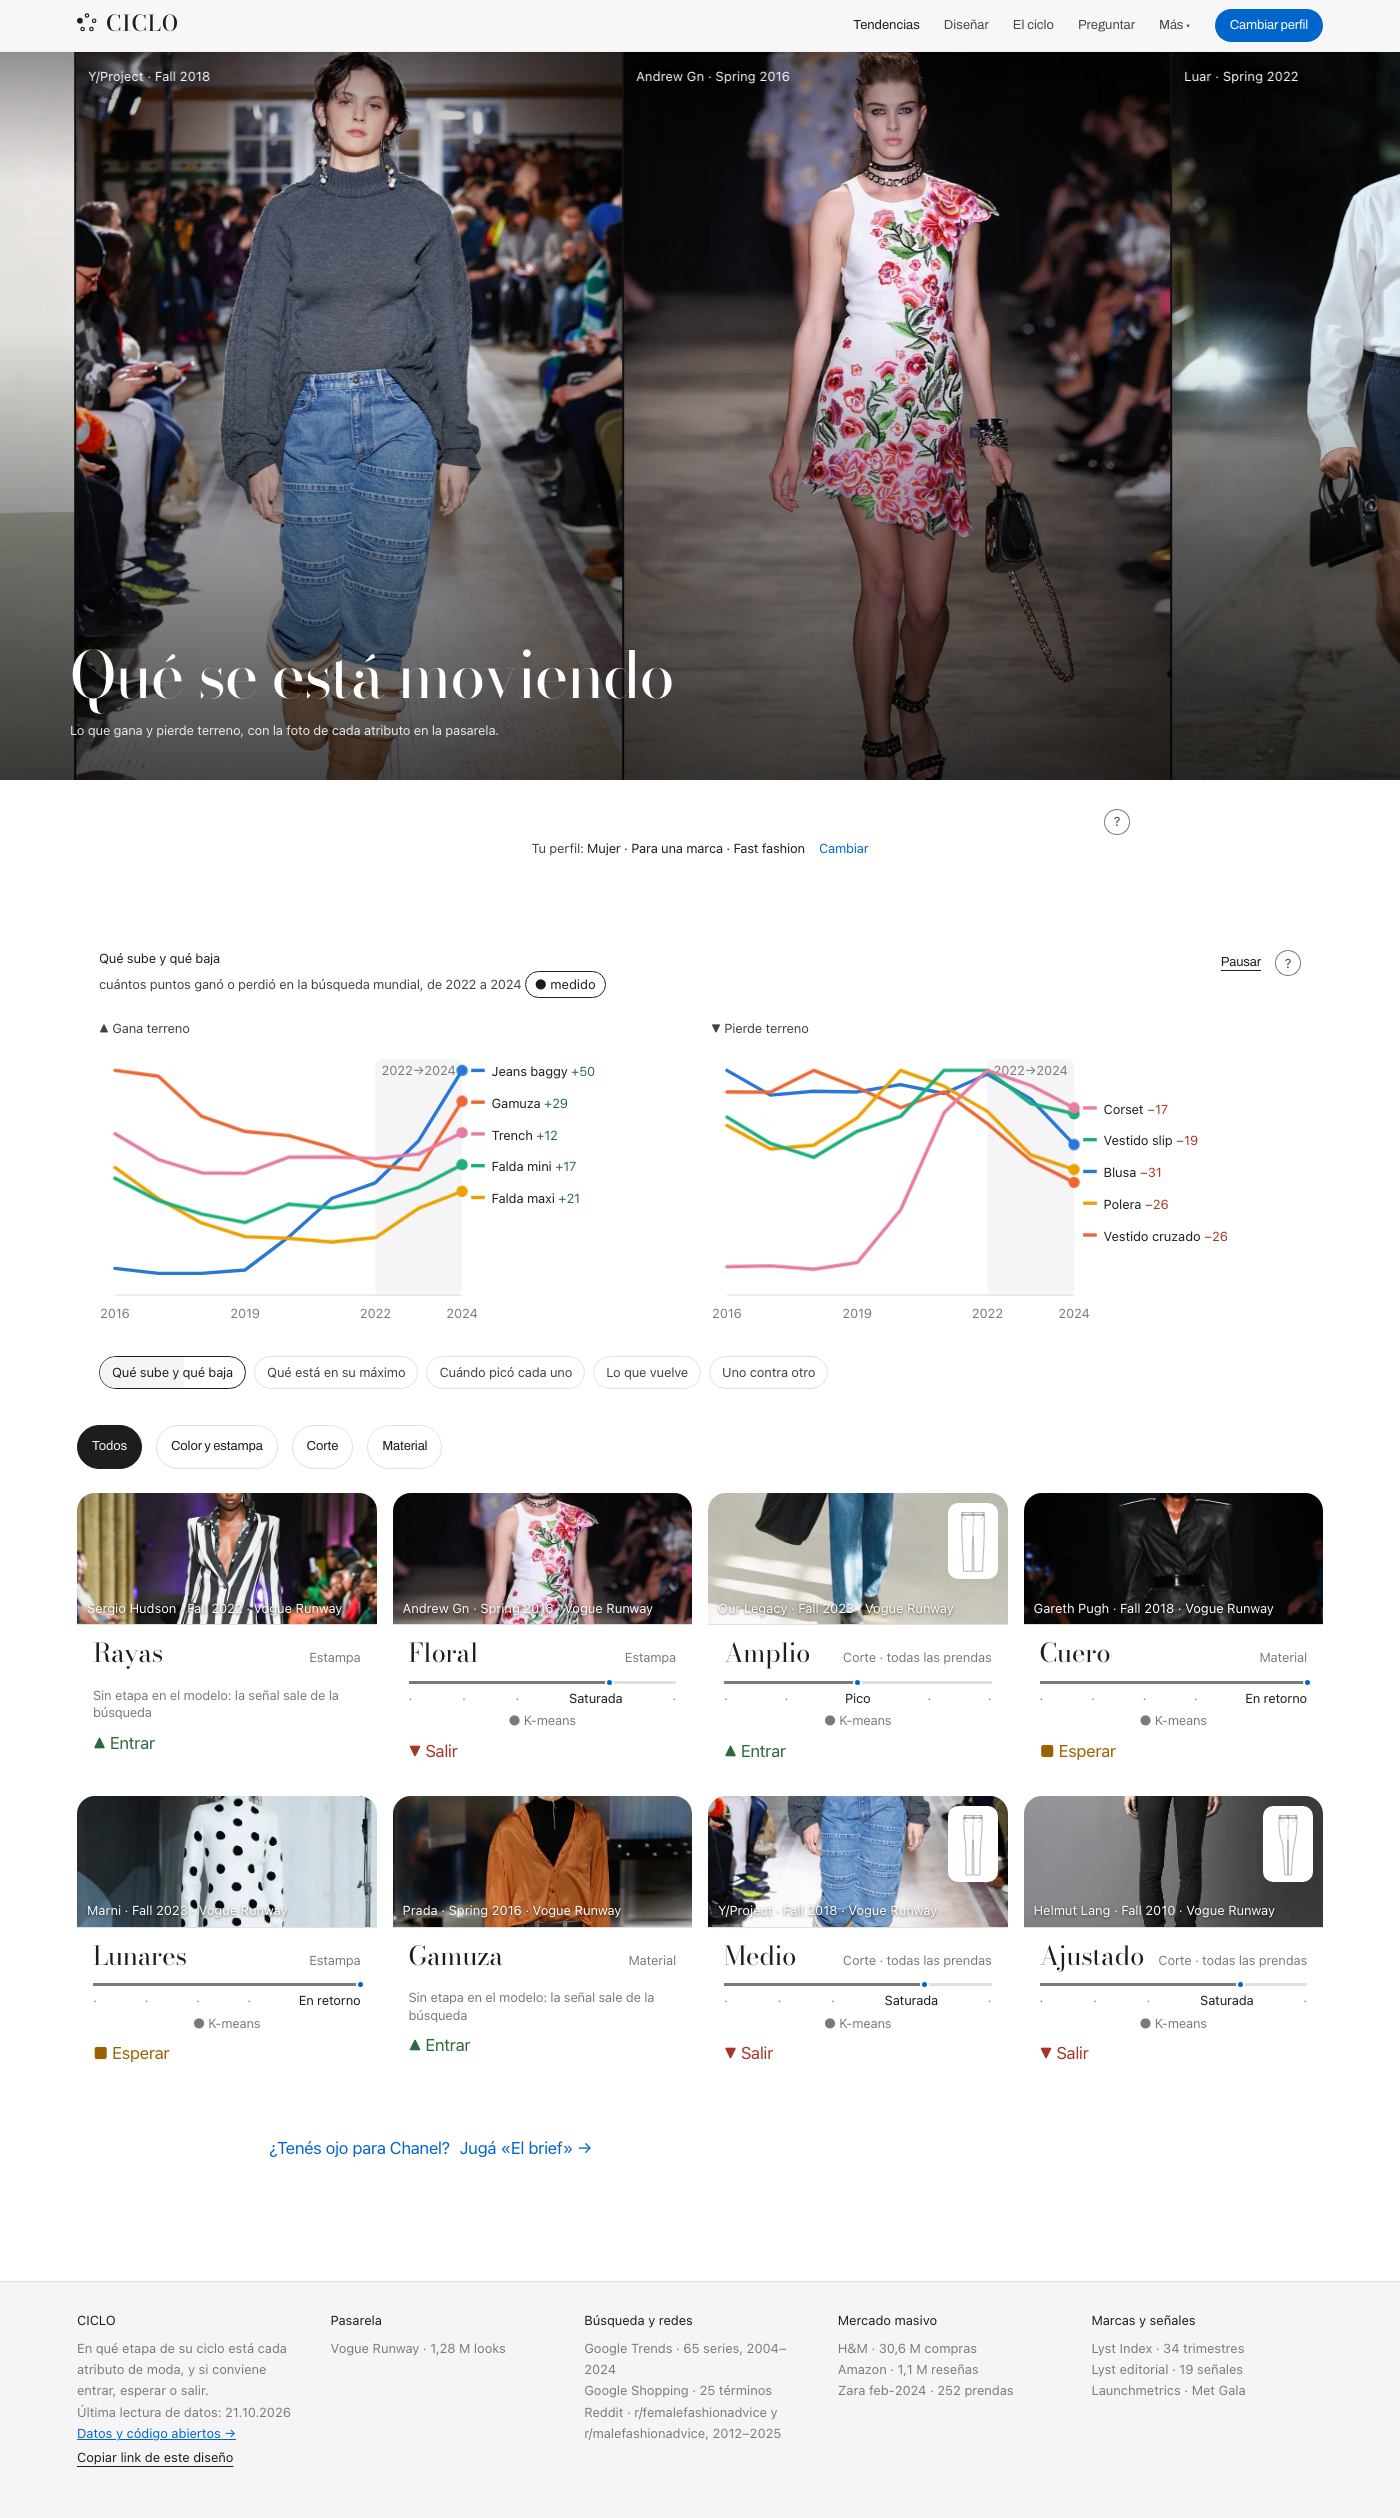 CICLO
Tendencias
Diseñar
El ciclo
Preguntar
Más
Cambiar perfil
Y/Project · Fall 2018
Andrew Gn · Spring 2016
Luar · Spring 2022
Qué se está moviendo
Lo que gana y pierde terreno, con la foto de cada atributo en la pasarela.
?
Tu perfil: Mujer · Para una marca · Fast fashion Cambiar
Qué sube y qué baja
Pausar
?
cuántos puntos ganó o perdió en la búsqueda mundial, de 2022 a 2024 ● medido
▲ Gana terreno
2022→2024
Jeans baggy +50
Gamuza +29
Trench +12
Falda mini +17
Falda maxi +21
2016 2019 2022 2024
▼ Pierde terreno
2022→2024
Corset −17
Vestido slip −19
Blusa −31
Polera −26
Vestido cruzado −26
2016 2019 2022 2024
Qué sube y qué baja
Qué está en su máximo
Cuándo picó cada uno
Lo que vuelve
Uno contra otro
Todos
Color y estampa
Corte
Material
Sergio Hudson · Fall 2022 · Vogue Runway
Rayas
Estampa
Sin etapa en el modelo: la señal sale de la
búsqueda
▲ Entrar
Andrew Gn · Spring 2016 · Vogue Runway
Floral
Estampa
Saturada
● K-means
▼ Salir
Our Legacy · Fall 2023 · Vogue Runway
Amplio
Corte · todas las prendas
Pico
● K-means
▲ Entrar
Gareth Pugh · Fall 2018 · Vogue Runway
Cuero
Material
En retorno
● K-means
■ Esperar
Marni · Fall 2023 · Vogue Runway
Lunares
Estampa
En retorno
● K-means
■ Esperar
Prada · Spring 2016 · Vogue Runway
Gamuza
Material
Sin etapa en el modelo: la señal sale de la
búsqueda
▲ Entrar
Y/Project · Fall 2018 · Vogue Runway
Medio
Corte · todas las prendas
Saturada
● K-means
▼ Salir
Helmut Lang · Fall 2010 · Vogue Runway
Ajustado
Corte · todas las prendas
Saturada
● K-means
▼ Salir
¿Tenés ojo para Chanel? Jugá «El brief» →
CICLO
En qué etapa de su ciclo está cada
atributo de moda, y si conviene
entrar, esperar o salir.
Última lectura de datos: 21.10.2026
Datos y código abiertos →
Copiar link de este diseño
Pasarela
Vogue Runway · 1,28 M looks
Búsqueda y redes
Google Trends · 65 series, 2004–
2024
Google Shopping · 25 términos
Reddit · r/femalefashionadvice y
r/malefashionadvice, 2012–2025
Mercado masivo
H&M · 30,6 M compras
Amazon · 1,1 M reseñas
Zara feb-2024 · 252 prendas
Marcas y señales
Lyst Index · 34 trimestres
Lyst editorial · 19 señales
Launchmetrics · Met Gala